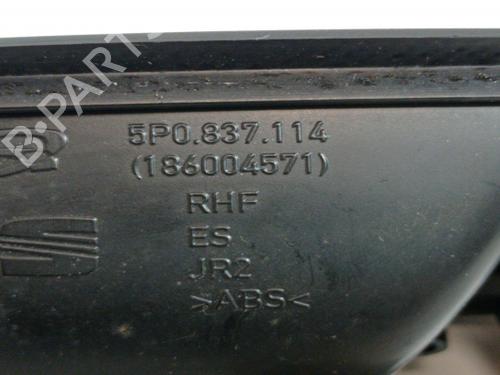 5P0.837.114
(186004571)
RHF
ES
JR2
>ABS<
B-PARTS